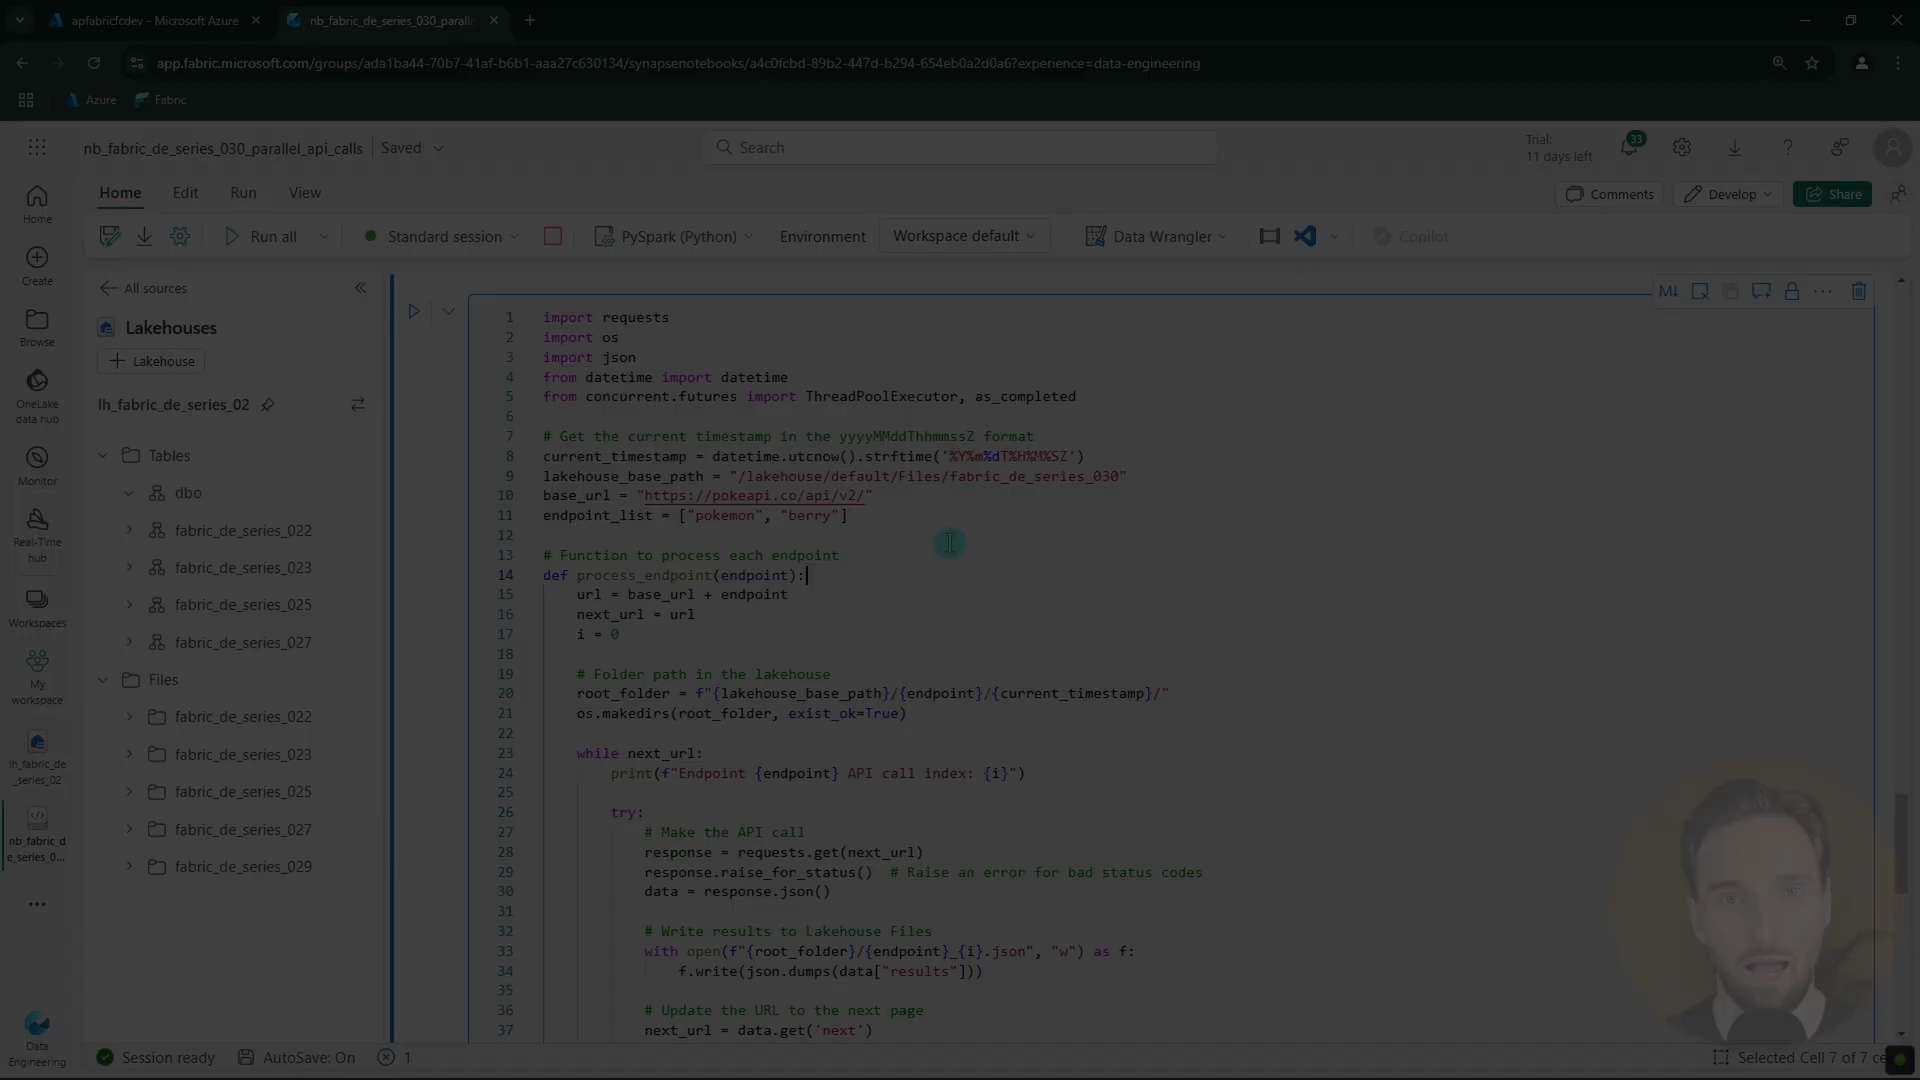 apfabricfcdev - Microsoft Azure
nb_fabric_de_series_030_parall
app.fabric.microsoft.com/groups/ada1ba44-70b7-41af-b6b1-aaa27c630134/synapsenotebooks/a4c0fcbd-89b2-447d-b294-654eb0a2d0a6?experience=data-engineering
Azure
Fabric
nb_fabric_de_series_030_parallel_api_calls
Saved
Search
Trial:
11 days left
33
Home
Edit
Run
View
Comments
Develop
Share
Run all
Standard session
PySpark (Python)
Environment
Workspace default
Data Wrangler
Copilot
Home
Create
Browse
OneLake
data hub
Monitor
Real-Time
hub
Workspaces
My
workspace
lh_fabric_de
_series_02
nb_fabric_d
e_series_0...
Data
Engineering
All sources
Lakehouses
Lakehouse
lh_fabric_de_series_02
Tables
dbo
fabric_de_series_022
fabric_de_series_023
fabric_de_series_025
fabric_de_series_027
Files
fabric_de_series_022
fabric_de_series_023
fabric_de_series_025
fabric_de_series_027
fabric_de_series_029
M↓
1 import requests
2 import os
3 import json
4 from datetime import datetime
5 from concurrent.futures import ThreadPoolExecutor, as_completed
6
7 # Get the current timestamp in the yyyyMMddThhmmssZ format
8 current_timestamp = datetime.utcnow().strftime('%Y%m%dT%H%M%SZ')
9 lakehouse_base_path = "/lakehouse/default/Files/fabric_de_series_030"
10 base_url = "https://pokeapi.co/api/v2/"
11 endpoint_list = ["pokemon", "berry"]
12
13 # Function to process each endpoint
14 def process_endpoint(endpoint):
15 url = base_url + endpoint
16 next_url = url
17 i = 0
18
19 # Folder path in the lakehouse
20 root_folder = f"{lakehouse_base_path}/{endpoint}/{current_timestamp}/"
21 os.makedirs(root_folder, exist_ok=True)
22
23 while next_url:
24 print(f"Endpoint {endpoint} API call index: {i}")
25
26 try:
27 # Make the API call
28 response = requests.get(next_url)
29 response.raise_for_status()  # Raise an error for bad status codes
30 data = response.json()
31
32 # Write results to Lakehouse Files
33 with open(f"{root_folder}/{endpoint}_{i}.json", "w") as f:
34 f.write(json.dumps(data["results"]))
35
36 # Update the URL to the next page
37 next_url = data.get('next')
Session ready
AutoSave: On
1
Selected Cell 7 of 7 ce